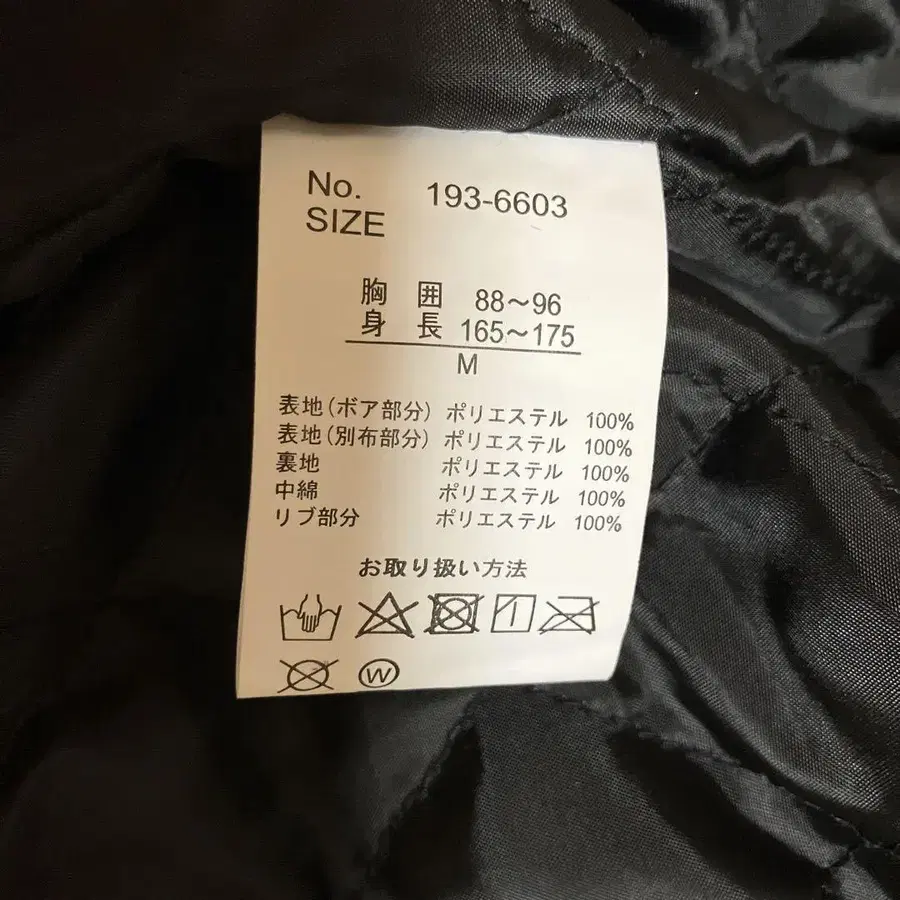 No. 193-6603
SIZE
胸 囲 88～96
身 長 165～175
M
表地(ボア部分) ポリエステル 100%
表地(別布部分) ポリエステル 100%
裏地 ポリエステル 100%
中綿 ポリエステル 100%
リブ部分 ポリエステル 100%
お取り扱い方法
W